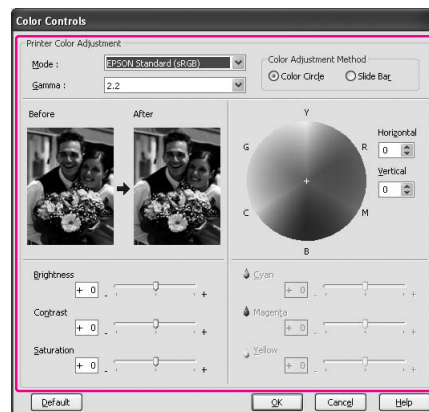 Color Controls
Printer Color Adjustment
Mode : EPSON Standard (sRGB)
Gamma : 2.2
Color Adjustment Method
Color Circle Slide Bar
Before After
Y
G R
C M
B
Horizontal
0
Vertical
0
Brightness
+ 0 - +
Contrast
+ 0 - +
Saturation
+ 0 - +
Cyan
+ 0 - +
Magenta
+ 0 - +
Yellow
+ 0 - +
Default OK Cancel Help